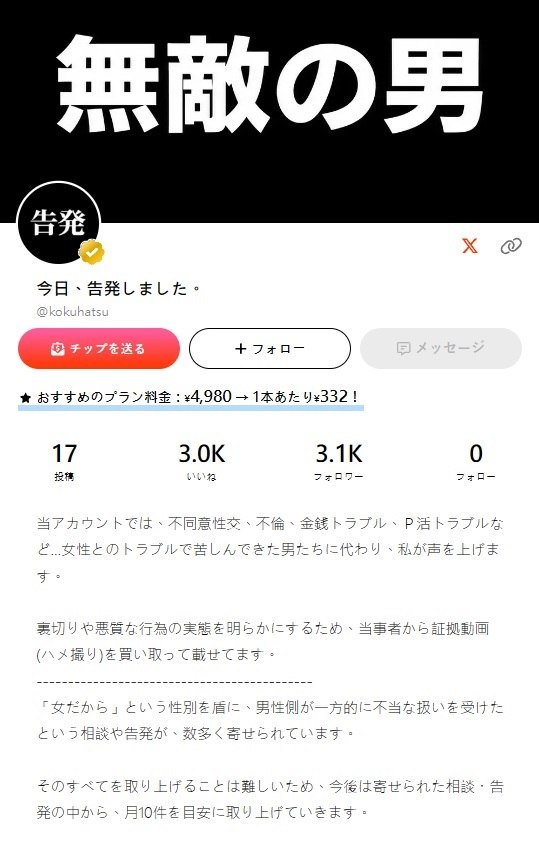 無敵の男
告発
今日、告発しました。
@kokuhatsu
チップを送る
+ フォロー
メッセージ
★ おすすめのプラン料金：¥4,980 → 1本あたり¥332！
17
3.0K
3.1K
0
投稿
いいね
フォロワー
フォロー
当アカウントでは、不同意性交、不倫、金銭トラブル、P活トラブルな
ど...女性とのトラブルで苦しんできた男たちに代わり、私が声を上げま
す。
裏切りや悪質な行為の実態を明らかにするため、当事者から証拠動画
(ハメ撮り)を買い取って載せてます。
--------------------------------------------
「女だから」という性別を盾に、男性側が一方的に不当な扱いを受けた
という相談や告発が、数多く寄せられています。
そのすべてを取り上げることは難しいため、今後は寄せられた相談・告
発の中から、月10件を目安に取り上げていきます。